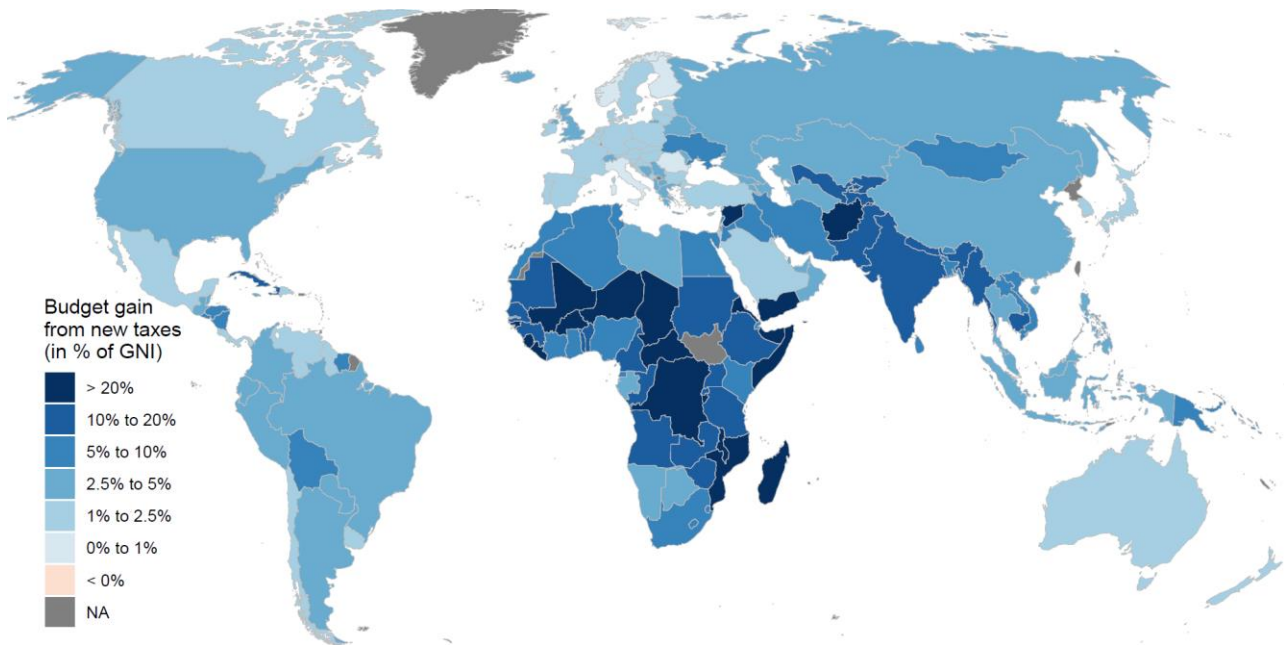 Budget gain
from new taxes
(in % of GNI)
> 20%
10% to 20%
5% to 10%
2.5% to 5%
1% to 2.5%
0% to 1%
< 0%
NA